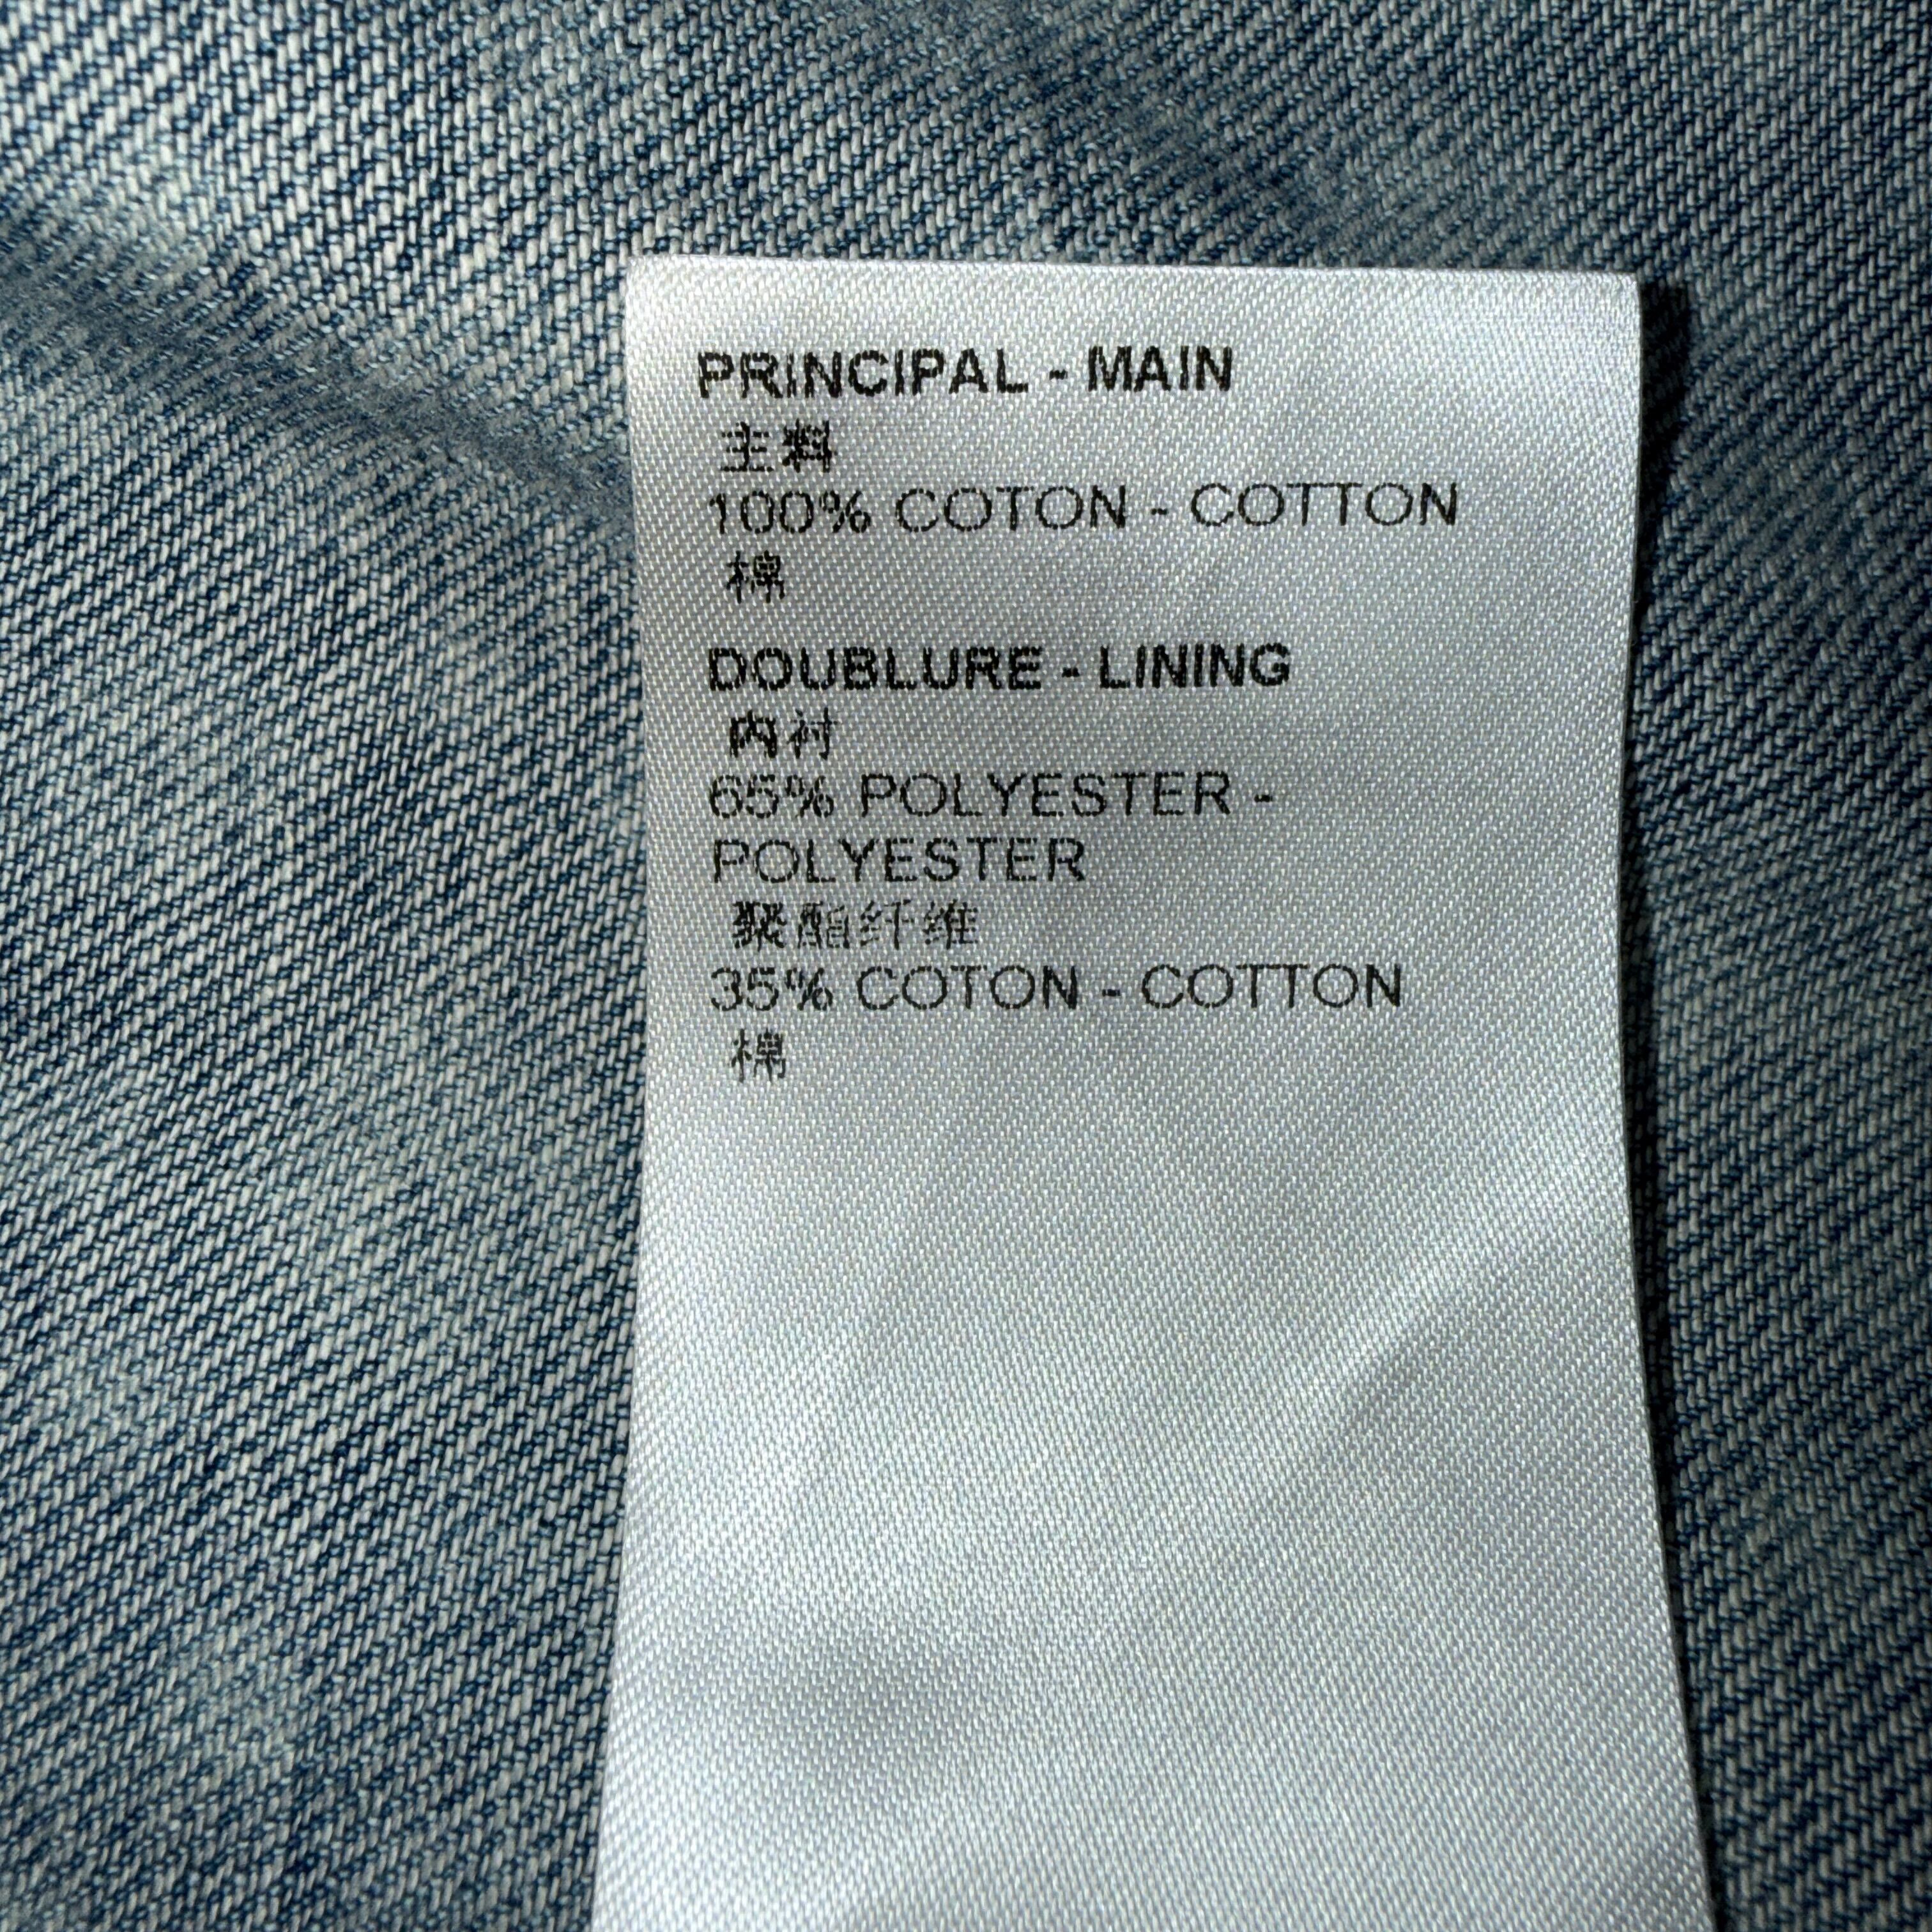 PRINCIPAL - MAIN
主料
100% COTON - COTTON
棉
DOUBLURE - LINING
内衬
65% POLYESTER -
POLYESTER
聚酯纤维
35% COTON - COTTON
棉